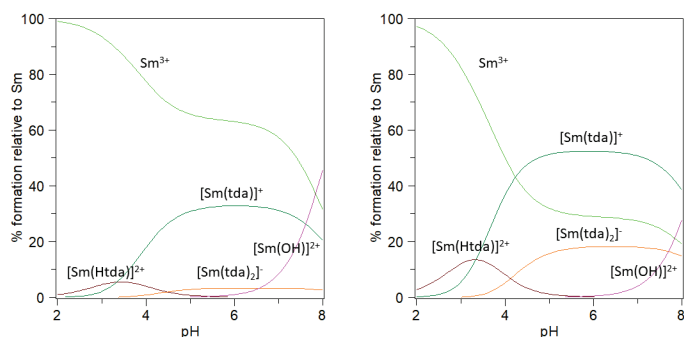 % formation relative to Sm
100
80
60
40
20
0
2
4
6
8
pH
Sm³⁺
[Sm(tda)]⁺
[Sm(OH)]²⁺
[Sm(Htda)]²⁺
[Sm(tda)₂]⁻
% formation relative to Sm
100
80
60
40
20
0
2
4
6
8
pH
Sm³⁺
[Sm(tda)]⁺
[Sm(tda)₂]⁻
[Sm(Htda)]²⁺
[Sm(OH)]²⁺